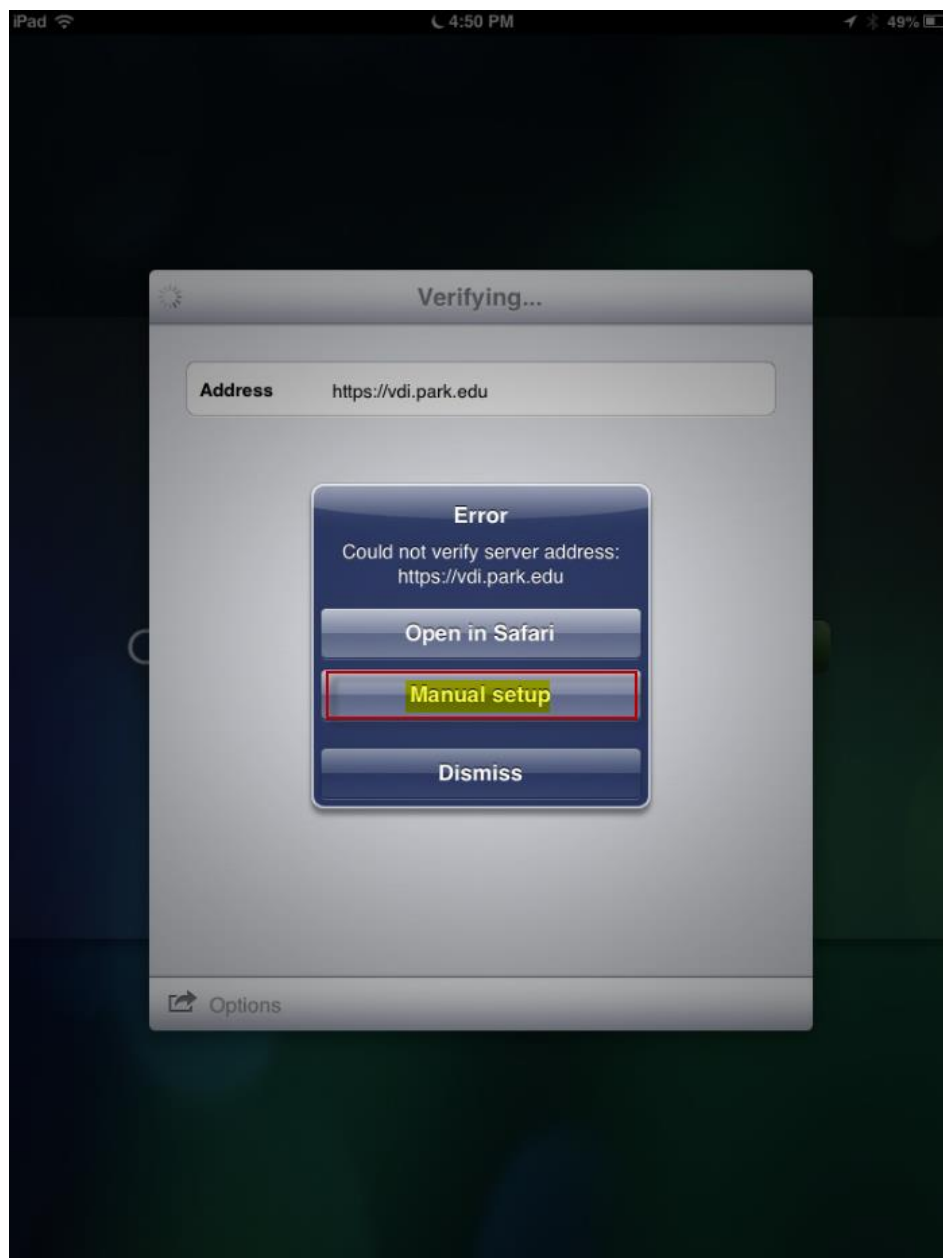 iPad 4:50 PM 49%
Verifying...
Address https://vdi.park.edu
Error
Could not verify server address:
https://vdi.park.edu
Open in Safari
Manual setup
Dismiss
Options